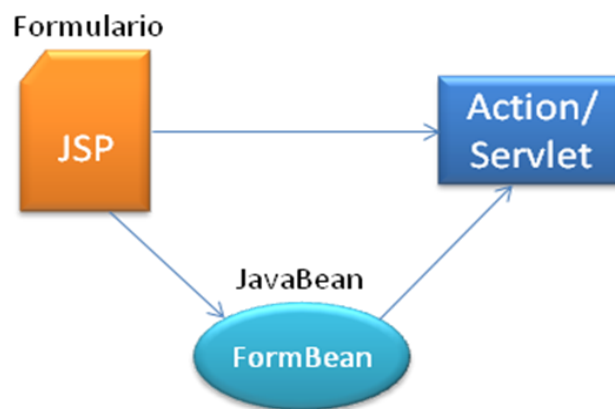 Formulario
JSP
Action/
Servlet
JavaBean
FormBean